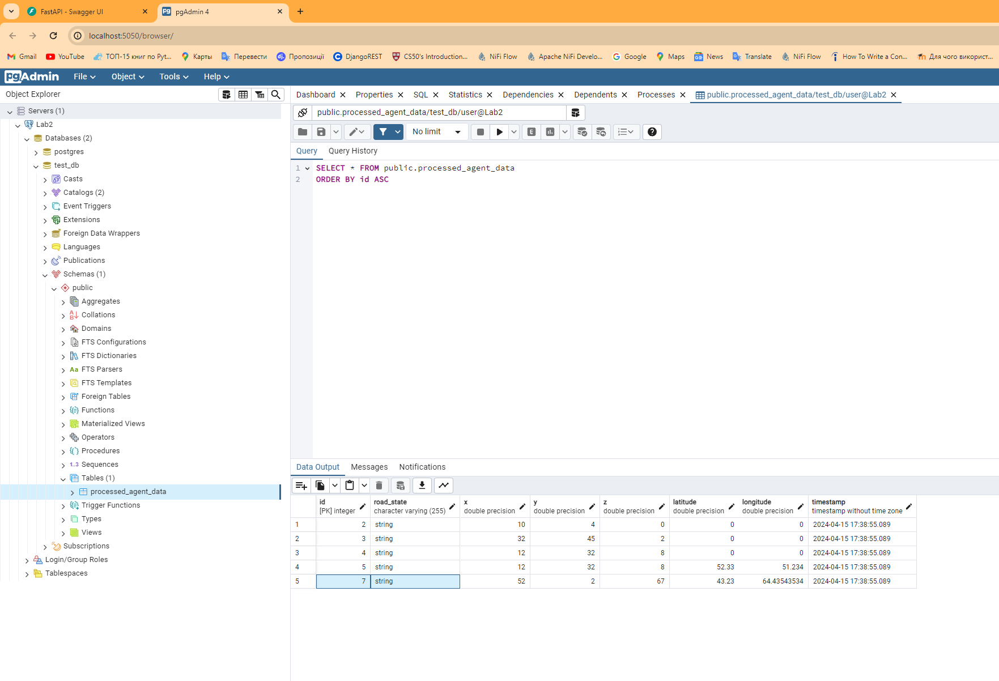 FastAPI - Swagger UI
pgAdmin 4
localhost:5050/browser/
Gmail YouTube ТОП-15 книг по Pyt... Карты Перевести Пропозиції DjangoREST CS50's Introduction... NiFi Flow Apache NiFi Develo... Google Maps News Translate NiFi Flow How To Write a Con... Для чого використ...
pgAdmin File Object Tools Help
Object Explorer
Servers (1)
Lab2
Databases (2)
postgres
test_db
Casts
Catalogs (2)
Event Triggers
Extensions
Foreign Data Wrappers
Languages
Publications
Schemas (1)
public
Aggregates
Collations
Domains
FTS Configurations
FTS Dictionaries
Aa FTS Parsers
FTS Templates
Foreign Tables
Functions
Materialized Views
Operators
Procedures
1..3 Sequences
Tables (1)
processed_agent_data
Trigger Functions
Types
Views
Subscriptions
Login/Group Roles
Tablespaces
Dashboard Properties SQL Statistics Dependencies Dependents Processes public.processed_agent_data/test_db/user@Lab2
public.processed_agent_data/test_db/user@Lab2
No limit
Query Query History
1 SELECT * FROM public.processed_agent_data
2 ORDER BY id ASC
Data Output Messages Notifications
id road_state x y z latitude longitude timestamp
[PK] integer character varying (255) double precision double precision double precision double precision double precision timestamp without time zone
1 2 string 10 4 0 0 0 2024-04-15 17:38:55.089
2 3 string 32 45 2 0 0 2024-04-15 17:38:55.089
3 4 string 12 32 8 0 0 2024-04-15 17:38:55.089
4 5 string 12 32 8 52.33 51.234 2024-04-15 17:38:55.089
5 7 string 52 2 67 43.23 64.43543534 2024-04-15 17:38:55.089